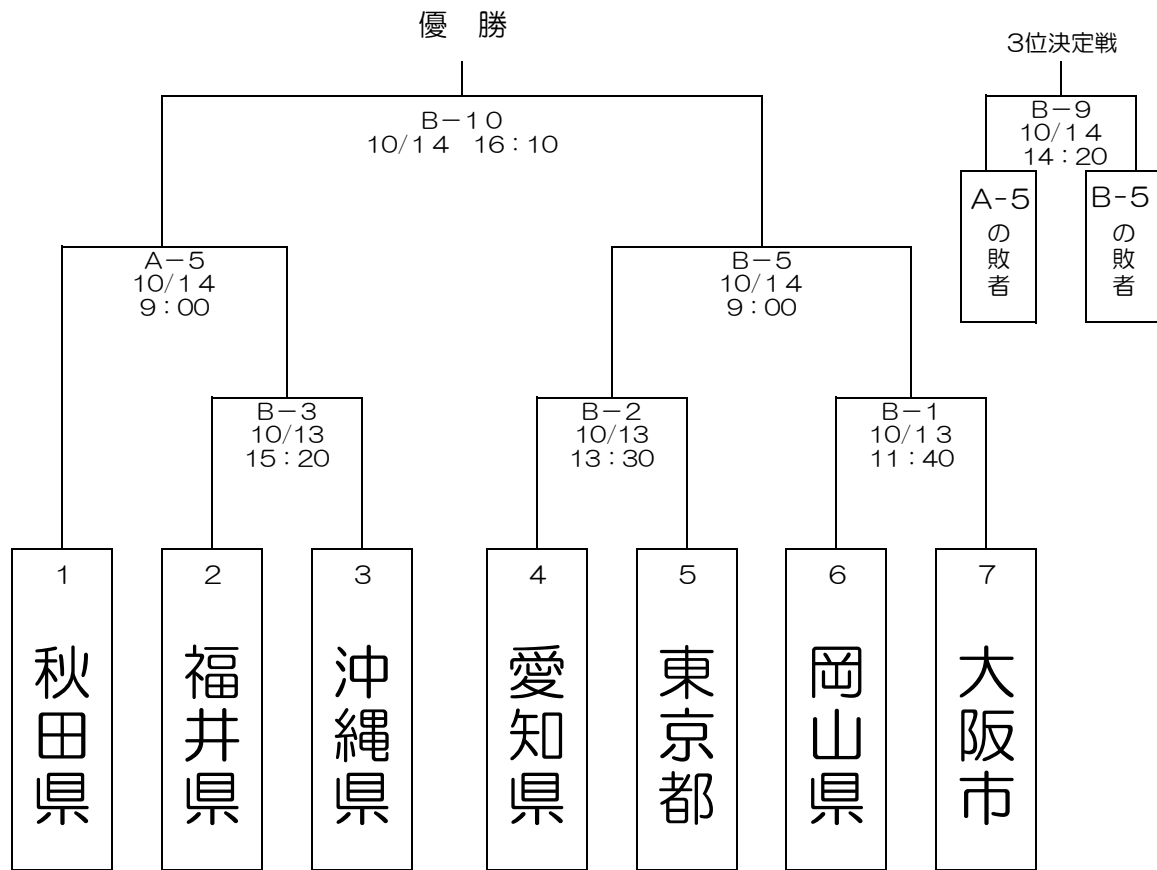 優　勝
3位決定戦
B－10
10/14　16：10
B－9
10/14
14：20
A-5
の敗者
B-5
の敗者
A－5
10/14
9：00
B－5
10/14
9：00
B－3
10/13
15：20
B－2
10/13
13：30
B－1
10/13
11：40
1
秋田県
2
福井県
3
沖縄県
4
愛知県
5
東京都
6
岡山県
7
大阪市